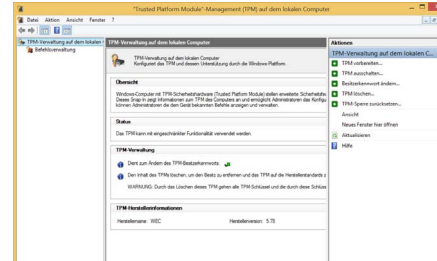 "Trusted Platform Module"-Management (TPM) auf dem lokalen Computer
Datei Aktion Ansicht Fenster ?
TPM-Verwaltung auf dem lokalen
Befehlsverwaltung
TPM-Verwaltung auf dem lokalen Computer
TPM-Verwaltung auf dem lokalen Computer
Konfiguriert das TPM und dessen Unterstützung durch die Windows-Plattform.
Übersicht
Windows-Computer mit TPM-Sicherheitshardware (Trusted Platform Module) stellen erweiterte
Dieses Snap-In zeigt Informationen zum TPM des Computers an und ermöglicht Administratoren das
können Administratoren die dem Gerät bekannten Befehle anzeigen und verwalten.
Status
Das TPM kann mit eingeschränkter Funktionalität verwendet werden.
TPM-Verwaltung
Dient zum Ändern des TPM-Besitzerkennworts.
Den Inhalt des TPMs löschen, um den Besitz zu entfernen und das TPM auf die Herstellerstandards
WARNUNG: Durch das Löschen dieses TPM gehen alle TPM-Schlüssel und die durch diese
TPM-Herstellerinformationen
Herstellername: WEC Herstellerversion: 5.70
Aktionen
TPM-Verwaltung auf dem lokalen C...
TPM vorbereiten...
TPM ausschalten...
Besitzerkennwort ändern...
TPM löschen...
TPM-Sperre zurücksetzen...
Ansicht
Neues Fenster hier öffnen
Aktualisieren
Hilfe